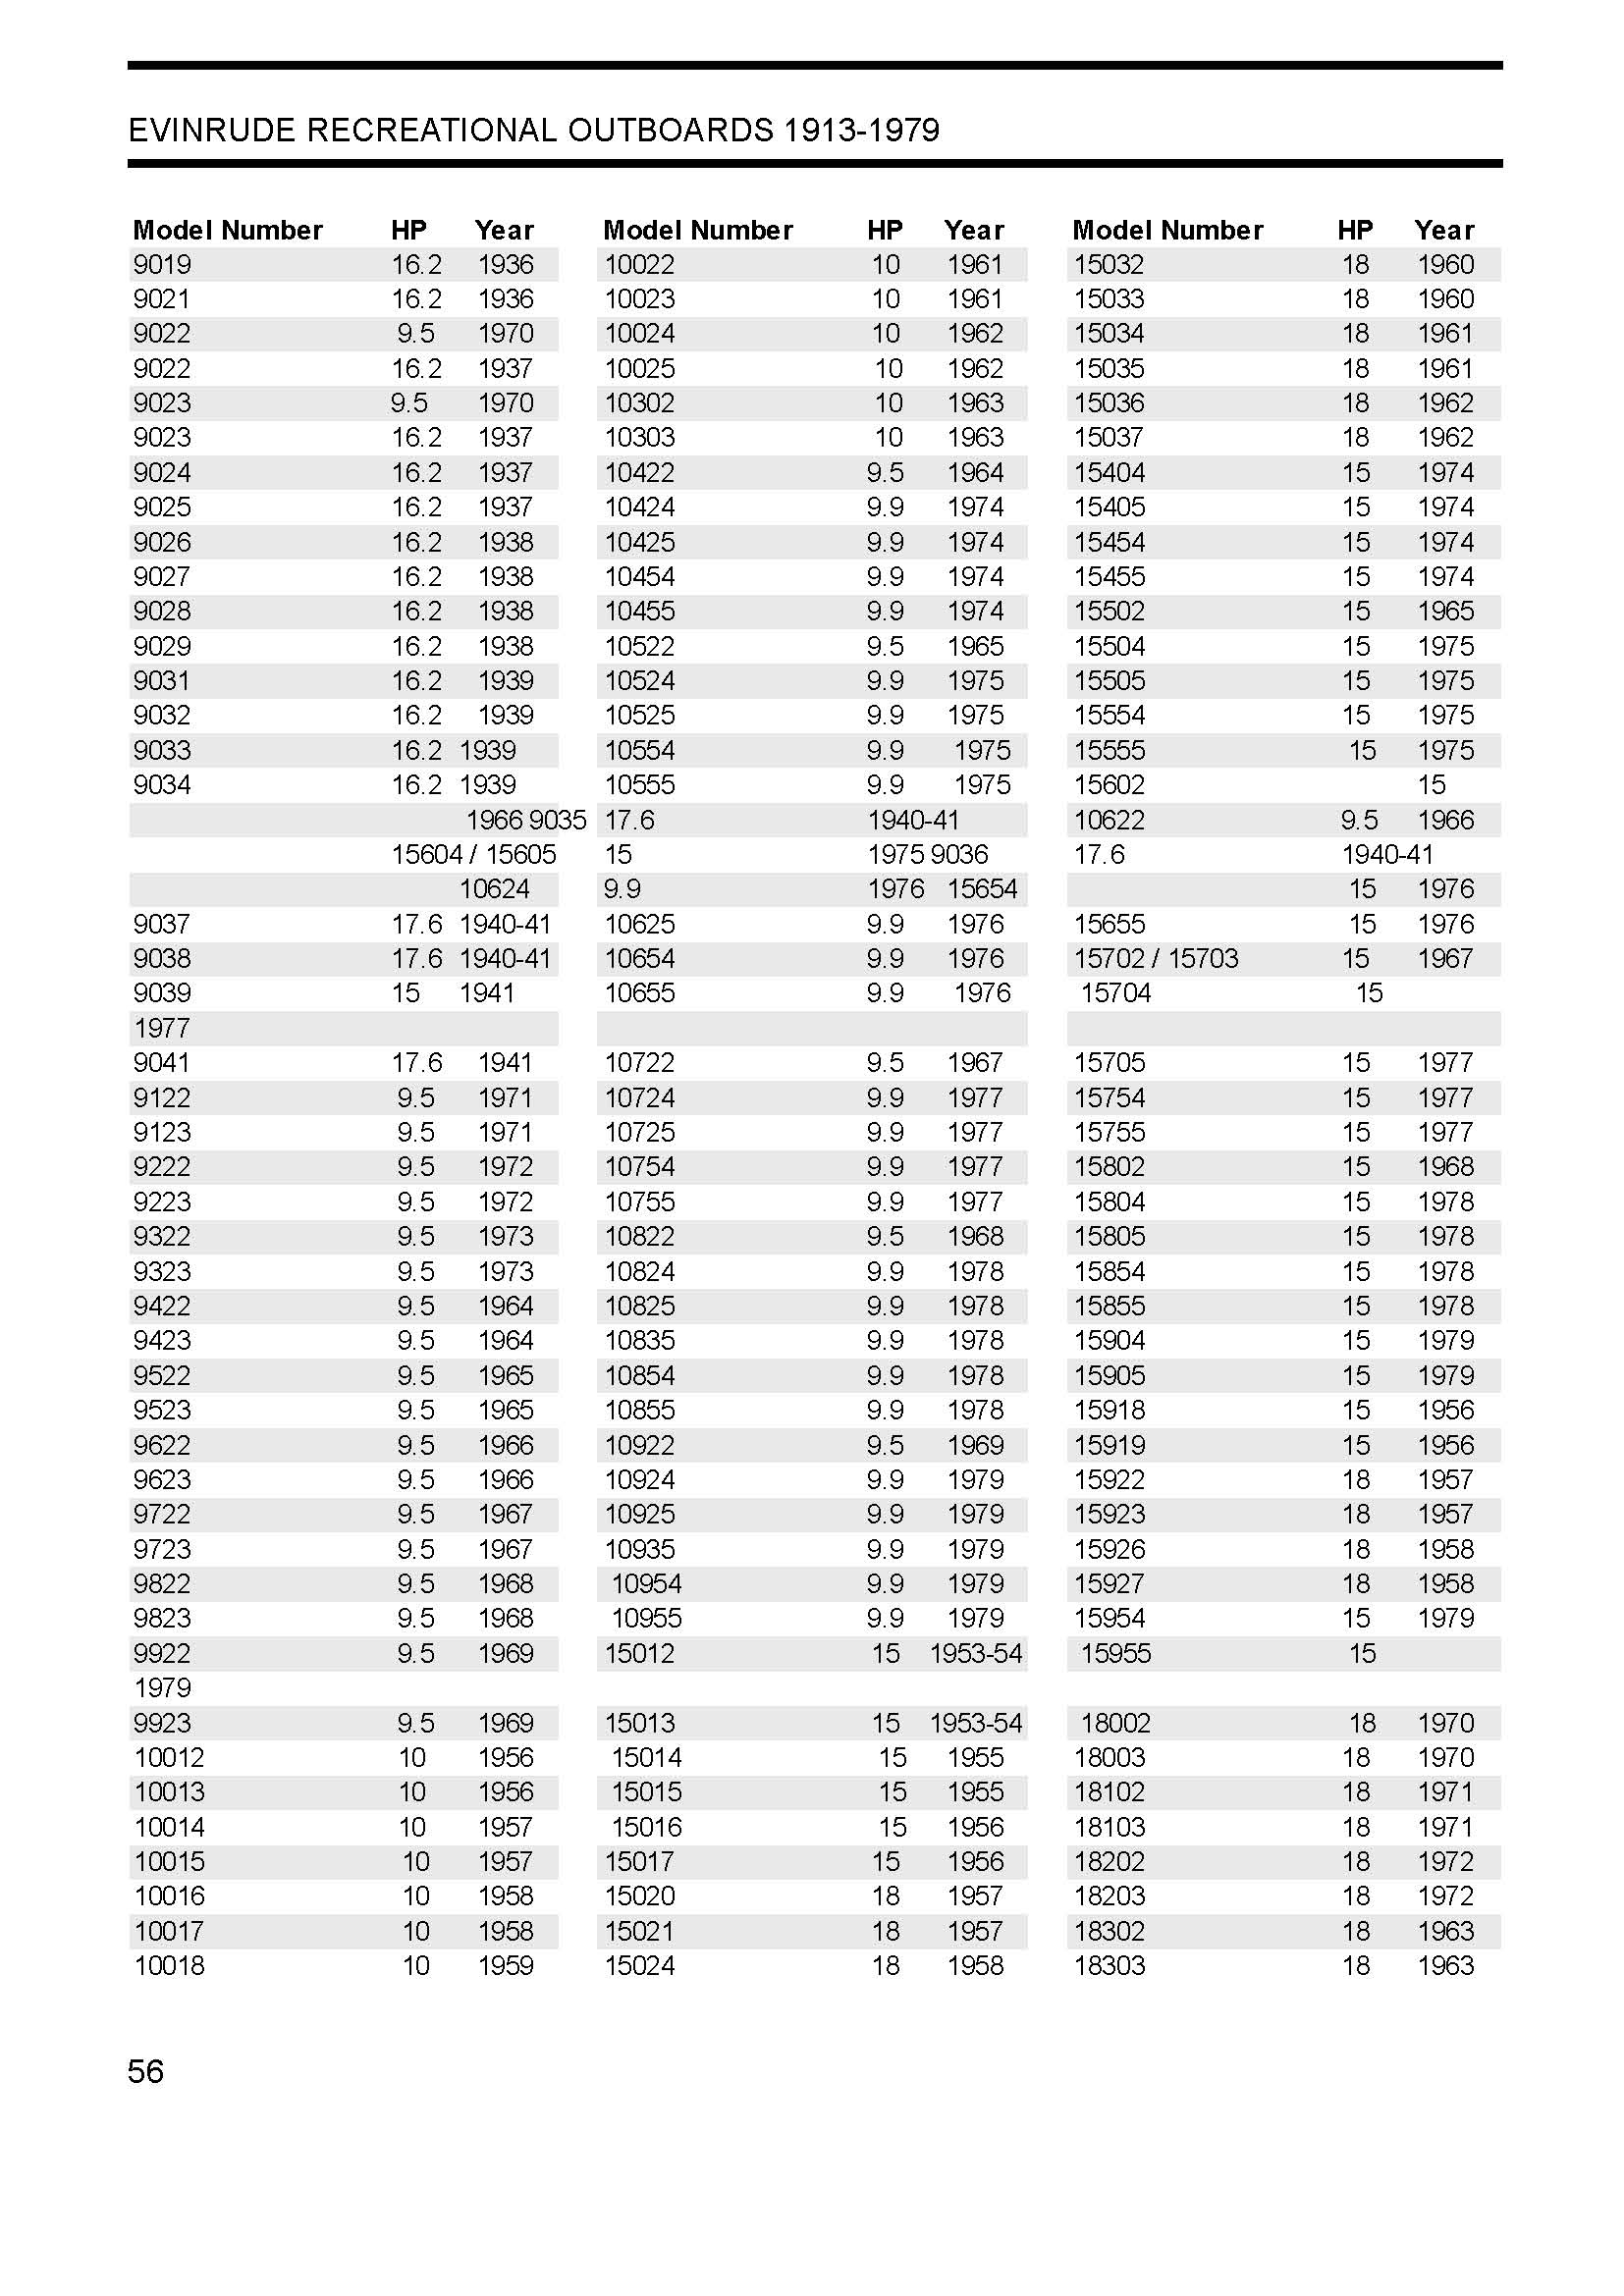 EVINRUDE RECREATIONAL OUTBOARDS 1913-1979
Model Number HP Year Model Number HP Year Model Number HP Year
9019 16.2 1936 10022 10 1961 15032 18 1960
9021 16.2 1936 10023 10 1961 15033 18 1960
9022 9.5 1970 10024 10 1962 15034 18 1961
9022 16.2 1937 10025 10 1962 15035 18 1961
9023 9.5 1970 10302 10 1963 15036 18 1962
9023 16.2 1937 10303 10 1963 15037 18 1962
9024 16.2 1937 10422 9.5 1964 15404 15 1974
9025 16.2 1937 10424 9.9 1974 15405 15 1974
9026 16.2 1938 10425 9.9 1974 15454 15 1974
9027 16.2 1938 10454 9.9 1974 15455 15 1974
9028 16.2 1938 10455 9.9 1974 15502 15 1965
9029 16.2 1938 10522 9.5 1965 15504 15 1975
9031 16.2 1939 10524 9.9 1975 15505 15 1975
9032 16.2 1939 10525 9.9 1975 15554 15 1975
9033 16.2 1939 10554 9.9 1975 15555 15 1975
9034 16.2 1939 10555 9.9 1975 15602 15
1966 9035 17.6 1940-41 10622 9.5 1966
15604 / 15605 15 1975 9036 17.6 1940-41
10624 9.9 1976 15654 15 1976
9037 17.6 1940-41 10625 9.9 1976 15655 15 1976
9038 17.6 1940-41 10654 9.9 1976 15702 / 15703 15 1967
9039 15 1941 10655 9.9 1976 15704 15
1977
9041 17.6 1941 10722 9.5 1967 15705 15 1977
9122 9.5 1971 10724 9.9 1977 15754 15 1977
9123 9.5 1971 10725 9.9 1977 15755 15 1977
9222 9.5 1972 10754 9.9 1977 15802 15 1968
9223 9.5 1972 10755 9.9 1977 15804 15 1978
9322 9.5 1973 10822 9.5 1968 15805 15 1978
9323 9.5 1973 10824 9.9 1978 15854 15 1978
9422 9.5 1964 10825 9.9 1978 15855 15 1978
9423 9.5 1964 10835 9.9 1978 15904 15 1979
9522 9.5 1965 10854 9.9 1978 15905 15 1979
9523 9.5 1965 10855 9.9 1978 15918 15 1956
9622 9.5 1966 10922 9.5 1969 15919 15 1956
9623 9.5 1966 10924 9.9 1979 15922 18 1957
9722 9.5 1967 10925 9.9 1979 15923 18 1957
9723 9.5 1967 10935 9.9 1979 15926 18 1958
9822 9.5 1968 10954 9.9 1979 15927 18 1958
9823 9.5 1968 10955 9.9 1979 15954 15 1979
9922 9.5 1969 15012 15 1953-54 15955 15
1979
9923 9.5 1969 15013 15 1953-54 18002 18 1970
10012 10 1956 15014 15 1955 18003 18 1970
10013 10 1956 15015 15 1955 18102 18 1971
10014 10 1957 15016 15 1956 18103 18 1971
10015 10 1957 15017 15 1956 18202 18 1972
10016 10 1958 15020 18 1957 18203 18 1972
10017 10 1958 15021 18 1957 18302 18 1963
10018 10 1959 15024 18 1958 18303 18 1963
56